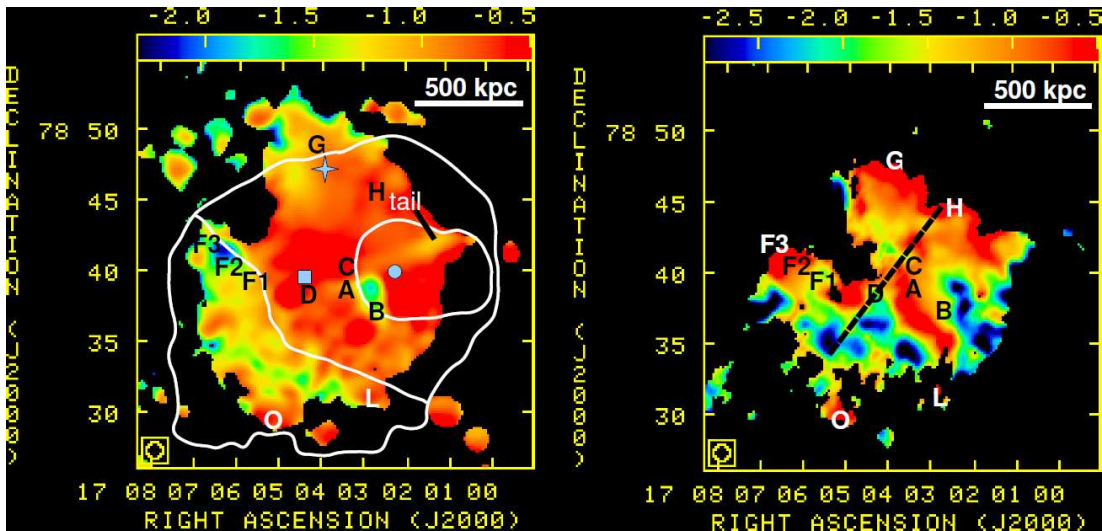 -2.0 -1.5 -1.0 -0.5
500 kpc
DECLINATION (J2000)
78 50
45
40
35
30
G
H
tail
F3
F2
F1
C
A
D
B
L
O
17 08 07 06 05 04 03 02 01 00
RIGHT ASCENSION (J2000)
-2.5 -2.0 -1.5 -1.0 -0.5
500 kpc
DECLINATION (J2000)
78 50
45
40
35
30
G
H
F3
F2
F1
C
A
D
B
L
O
17 08 07 06 05 04 03 02 01 00
RIGHT ASCENSION (J2000)